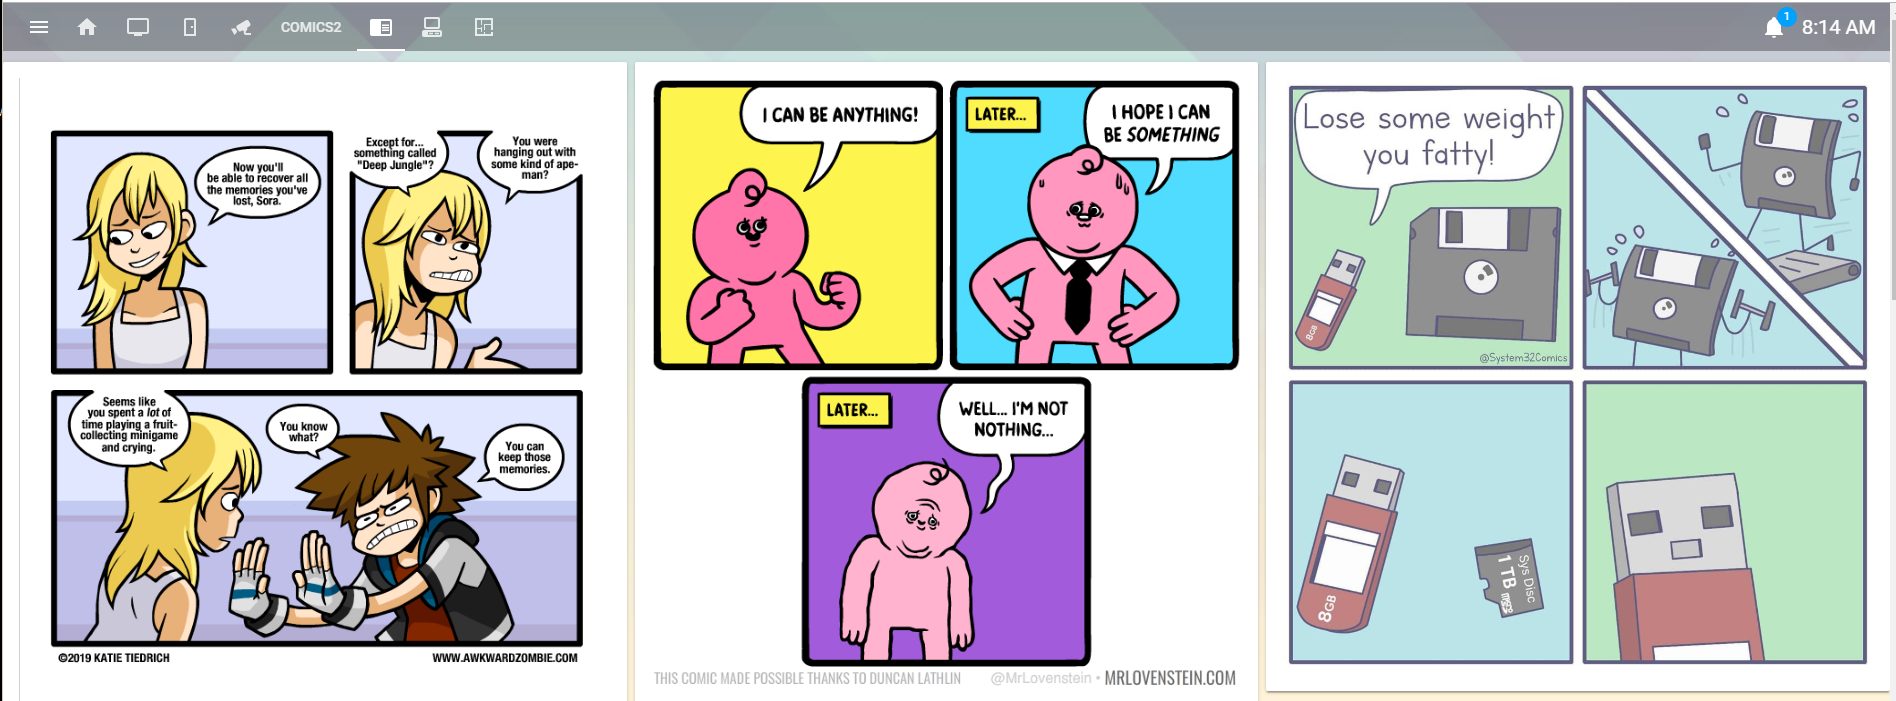 COMICS2
1
8:14 AM
Now you'll
be able to recover all
the memories you've
lost, Sora.
Except for...
something called
"Deep Jungle"?
You were
hanging out with
some kind of ape-
man?
Seems like
you spent a lot of
time playing a fruit-
collecting minigame
and crying.
You know
what?
You can
keep those
memories.
©2019 KATIE TIEDRICH
WWW.AWKWARDZOMBIE.COM
I CAN BE ANYTHING!
LATER...
I HOPE I CAN
BE SOMETHING
LATER...
WELL... I'M NOT
NOTHING...
THIS COMIC MADE POSSIBLE THANKS TO DUNCAN LATHLIN
@MrLovenstein • MRLOVENSTEIN.COM
Lose some weight
you fatty!
8GB
@System32Comics
8GB
Sys Disc
1 TB
micro